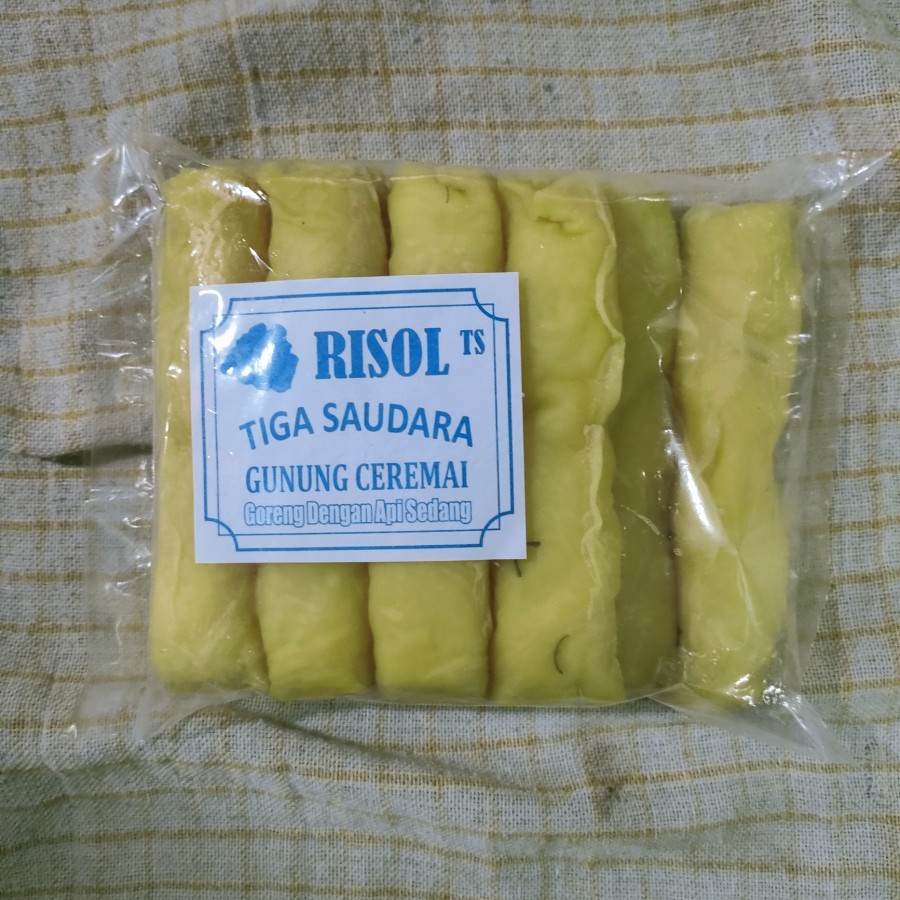 RISOL TS
TIGA SAUDARA
GUNUNG CEREMAI
Goreng Dengan Api Sedang